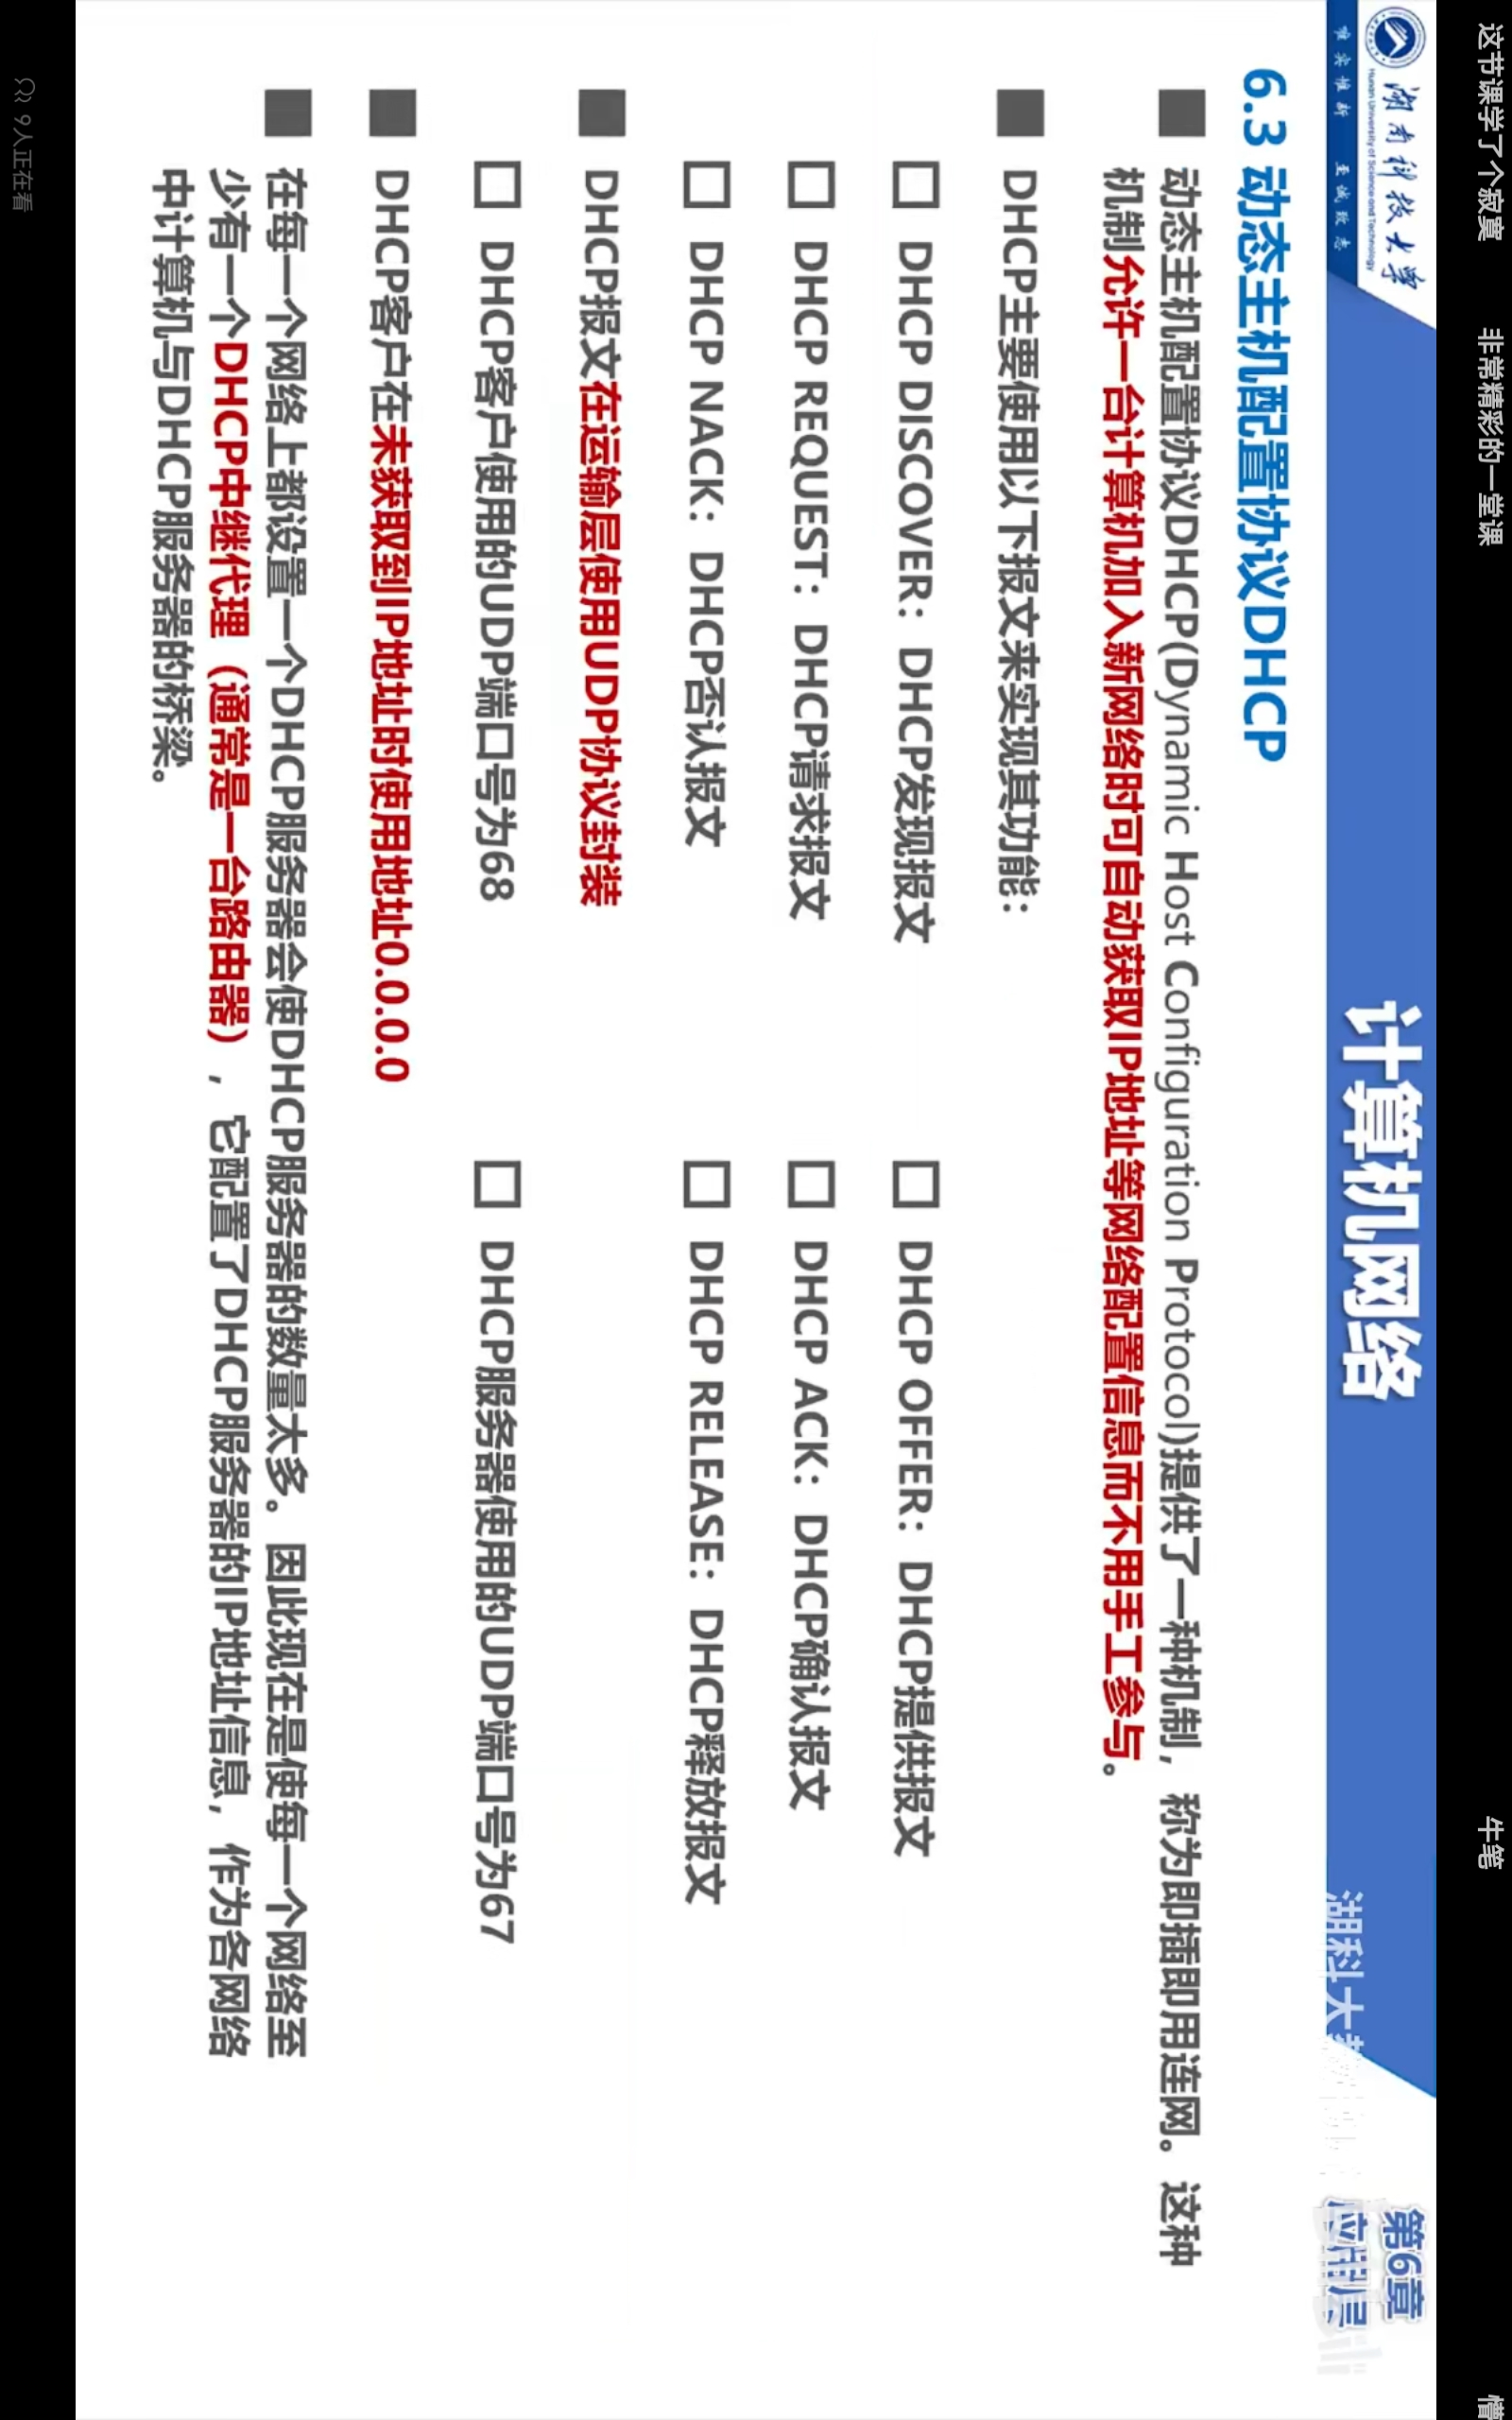 这节课学了个寂寞
非常精彩的一堂课
牛笔
湖南科技大学
Hunan University of Science and Technology
唯实惟新 至诚致志
计算机网络
湖科大
第6章
应用层
6.3 动态主机配置协议DHCP
■ 动态主机配置协议DHCP(Dynamic Host Configuration Protocol)提供了一种机制，称为即插即用连网。这种
机制允许一台计算机加入新网络时可自动获取IP地址等网络配置信息而不用手工参与。
■ DHCP主要使用以下报文来实现其功能：
□ DHCP DISCOVER：DHCP发现报文 □ DHCP OFFER：DHCP提供报文
□ DHCP REQUEST：DHCP请求报文 □ DHCP ACK：DHCP确认报文
□ DHCP NACK：DHCP否认报文 □ DHCP RELEASE：DHCP释放报文
■ DHCP报文在运输层使用UDP协议封装
□ DHCP客户使用的UDP端口号为68 □ DHCP服务器使用的UDP端口号为67
■ DHCP客户在未获取到IP地址时使用地址0.0.0.0
■ 在每一个网络上都设置一个DHCP服务器会使DHCP服务器的数量太多。因此现在是使每一个网络至
少有一个DHCP中继代理（通常是一台路由器），它配置了DHCP服务器的IP地址信息，作为各网络
中计算机与DHCP服务器的桥梁。
9人正在看